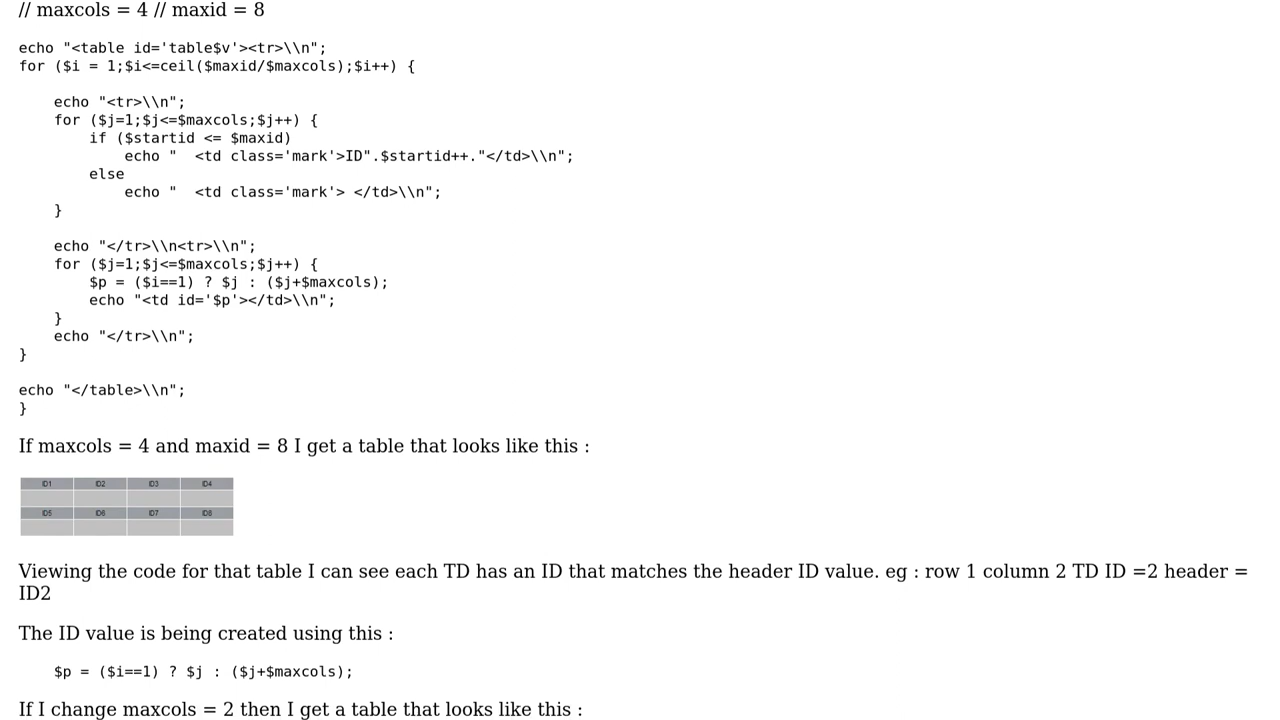 // maxcols = 4 // maxid = 8
echo "<table id='table$v'><tr>\\n";
for ($i = 1;$i<=ceil($maxid/$maxcols);$i++) {
    echo "<tr>\\n";
    for ($j=1;$j<=$maxcols;$j++) {
        if ($startid <= $maxid)
            echo "  <td class='mark'>ID".$startid++."</td>\\n";
        else
            echo "  <td class='mark'> </td>\\n";
    }
    echo "</tr>\\n<tr>\\n";
    for ($j=1;$j<=$maxcols;$j++) {
        $p = ($i==1) ? $j : ($j+$maxcols);
        echo "<td id='$p'></td>\\n";
    }
    echo "</tr>\\n";
}
echo "</table>\\n";
}
If maxcols = 4 and maxid = 8 I get a table that looks like this :
ID1 ID2 ID3 ID4
ID5 ID6 ID7 ID8
Viewing the code for that table I can see each TD has an ID that matches the header ID value. eg : row 1 column 2 TD ID =2 header =
ID2
The ID value is being created using this :
    $p = ($i==1) ? $j : ($j+$maxcols);
If I change maxcols = 2 then I get a table that looks like this :